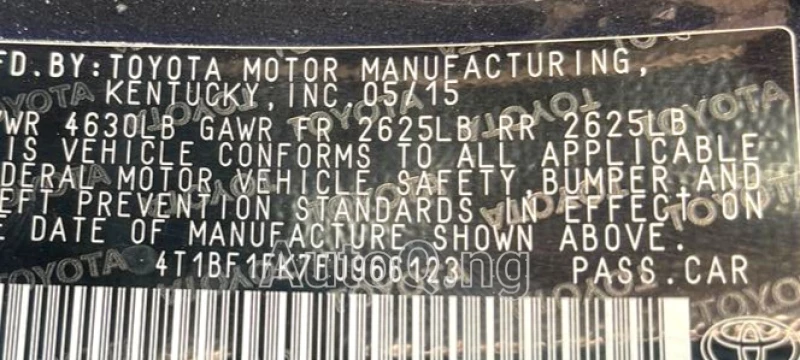 FD.BY:TOYOTA MOTOR MANUFACTURING,
KENTUCKY,INC.05/15
VWR 4630LB GAWR FR 2625LB RR 2625LB
IS VEHICLE CONFORMS TO ALL APPLICABLE
DERAL MOTOR VEHICLE SAFETY,BUMPER,AND
EFT PREVENTION STANDARDS IN EFFECT ON
E DATE OF MANUFACTURE SHOWN ABOVE.
4T1BF1FK7FU966123 PASS.CAR